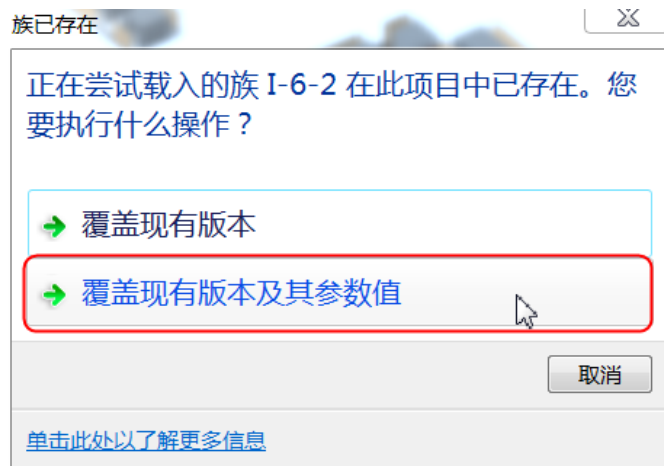 族已存在
正在尝试载入的族 I-6-2 在此项目中已存在。您
要执行什么操作？
覆盖现有版本
覆盖现有版本及其参数值
取消
单击此处以了解更多信息